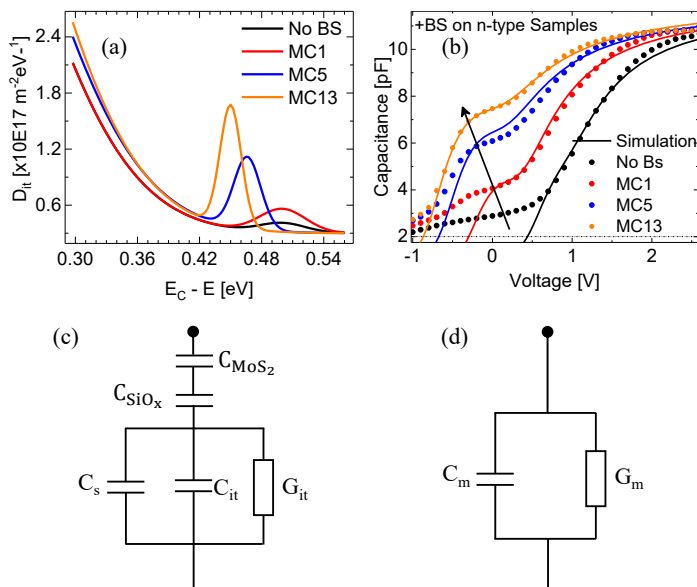 (a)
No BS
MC1
MC5
MC13
D_it [x10E17 m⁻²eV⁻¹]
2.4
1.8
1.2
0.6
0.30 0.36 0.42 0.48
E_C - E [eV]
+BS on n-type Samples
(b)
Capacitance [pF]
10
8
6
4
2
Simulation
No Bs
MC1
MC5
MC13
-1 0 1 2
Voltage [V]
(c)
C_MoS₂
C_SiOₓ
C_s
C_it
G_it
(d)
C_m
G_m